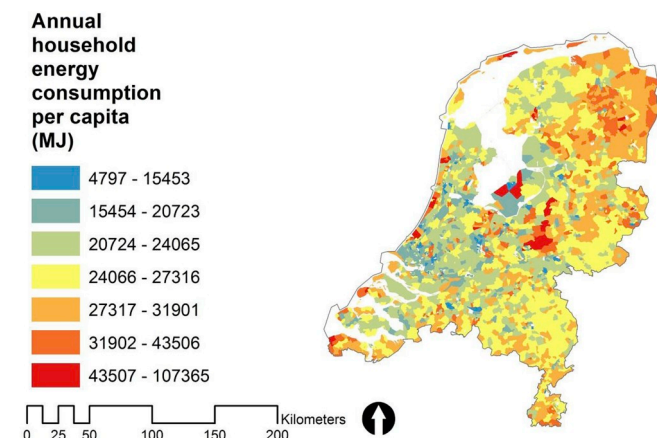 Annual
household
energy
consumption
per capita
(MJ)
4797 - 15453
15454 - 20723
20724 - 24065
24066 - 27316
27317 - 31901
31902 - 43506
43507 - 107365
Kilometers
0 25 50 100 150 200